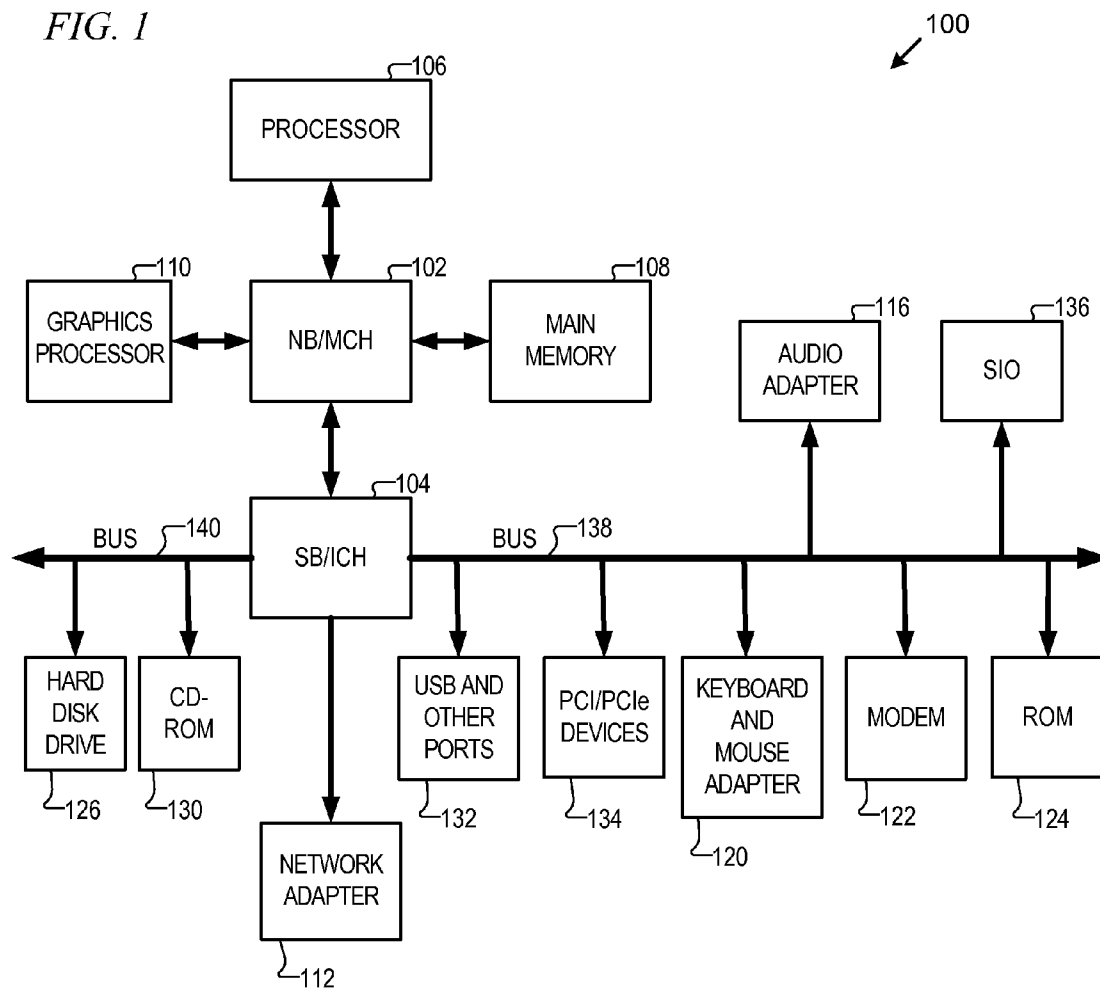 FIG. 1
100
106
PROCESSOR
110
102
108
GRAPHICS
PROCESSOR
NB/MCH
MAIN
MEMORY
116
136
AUDIO
ADAPTER
SIO
104
BUS
140
SB/ICH
BUS
138
HARD
DISK
DRIVE
CD-
ROM
USB AND
OTHER
PORTS
PCI/PCIe
DEVICES
KEYBOARD
AND
MOUSE
ADAPTER
MODEM
ROM
126
130
132
134
120
122
124
NETWORK
ADAPTER
112